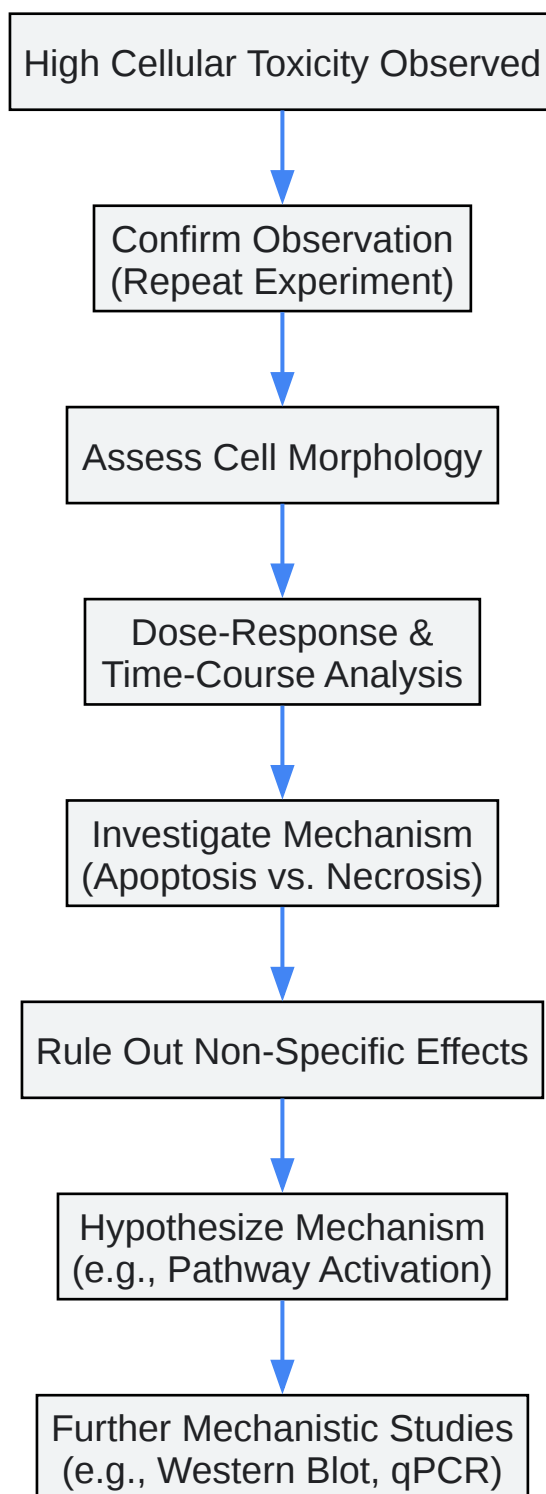 High Cellular Toxicity Observed
Confirm Observation
(Repeat Experiment)
Assess Cell Morphology
Dose-Response &
Time-Course Analysis
Investigate Mechanism
(Apoptosis vs. Necrosis)
Rule Out Non-Specific Effects
Hypothesize Mechanism
(e.g., Pathway Activation)
Further Mechanistic Studies
(e.g., Western Blot, qPCR)